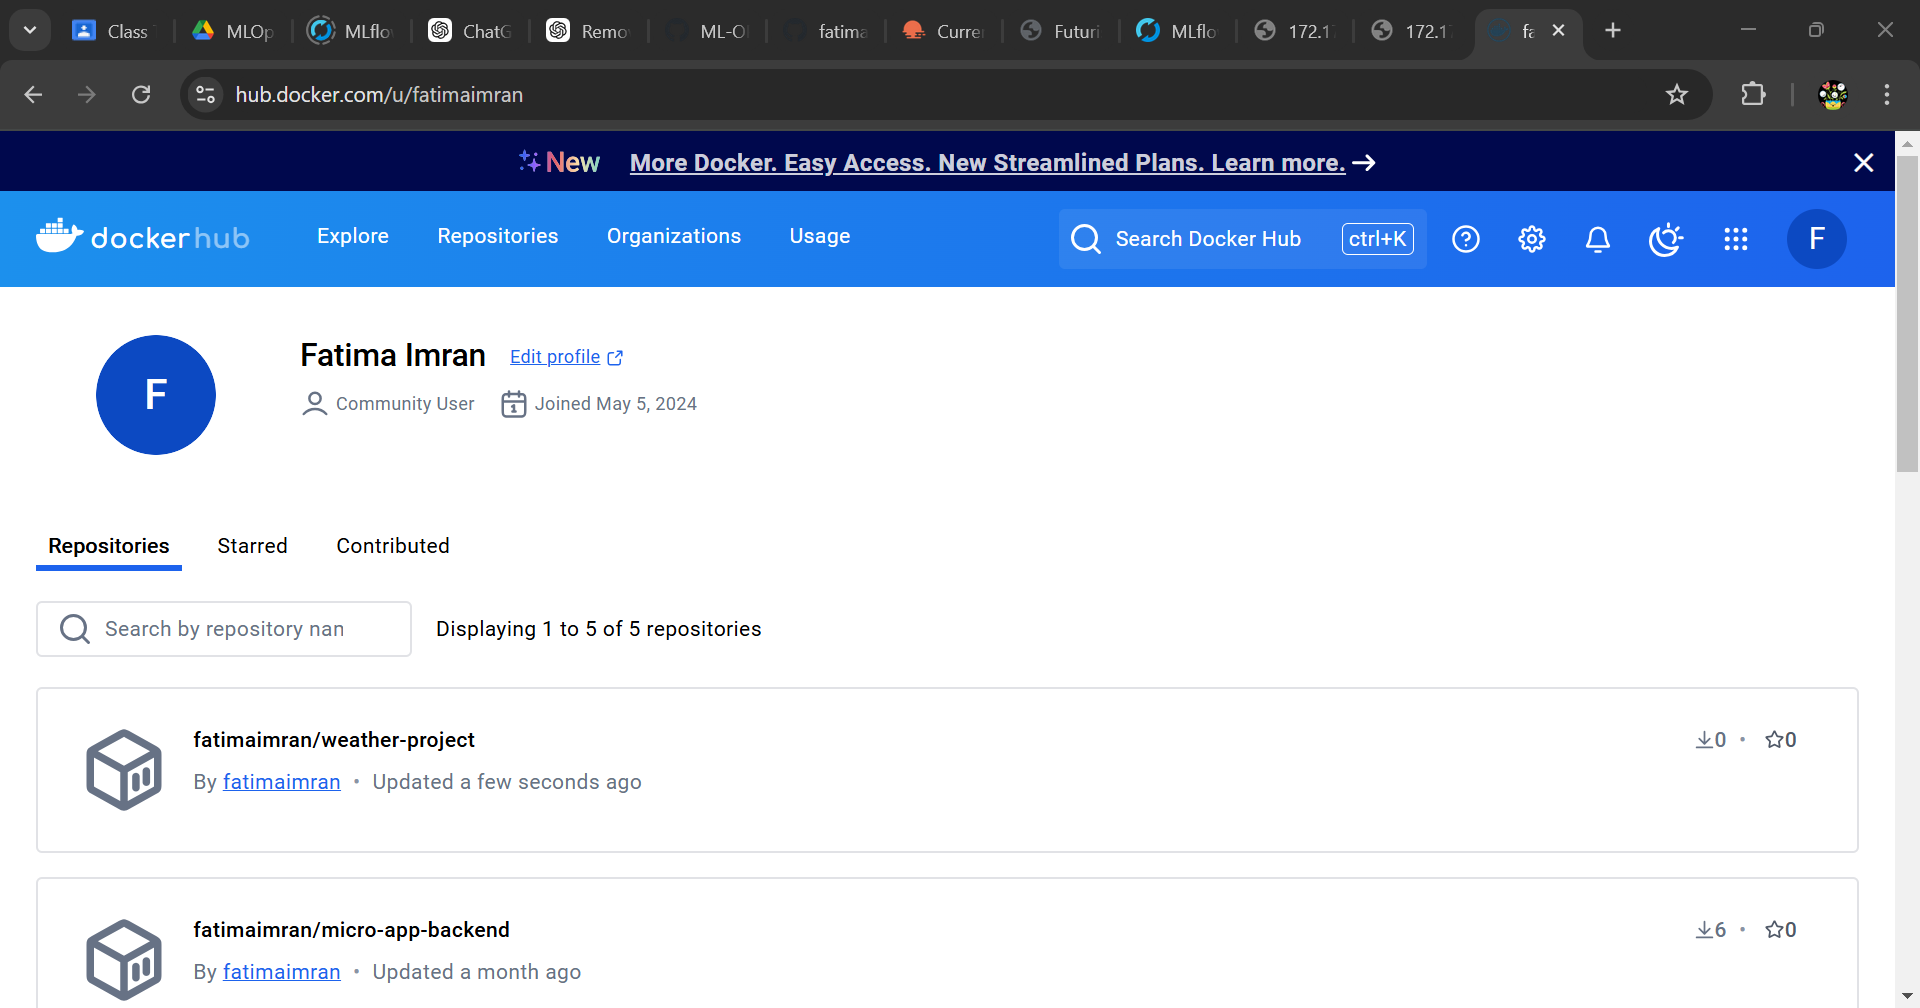 Class
MLOp
MLflo
ChatG
Remo
ML-O
fatima
Curre
Futuri
MLflo
172.17
172.17
fa
hub.docker.com/u/fatimaimran
New More Docker. Easy Access. New Streamlined Plans. Learn more. →
dockerhub Explore Repositories Organizations Usage Search Docker Hub ctrl+K F
F
Fatima Imran Edit profile
Community User Joined May 5, 2024
Repositories Starred Contributed
Search by repository nan Displaying 1 to 5 of 5 repositories
fatimaimran/weather-project 0 • 0
By fatimaimran • Updated a few seconds ago
fatimaimran/micro-app-backend 6 • 0
By fatimaimran • Updated a month ago